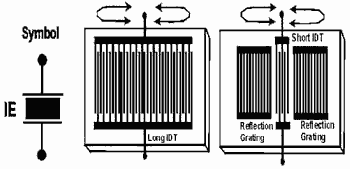 Symbol
IE
Long IDT
Short IDT
Reflection Grating
Reflection Grating